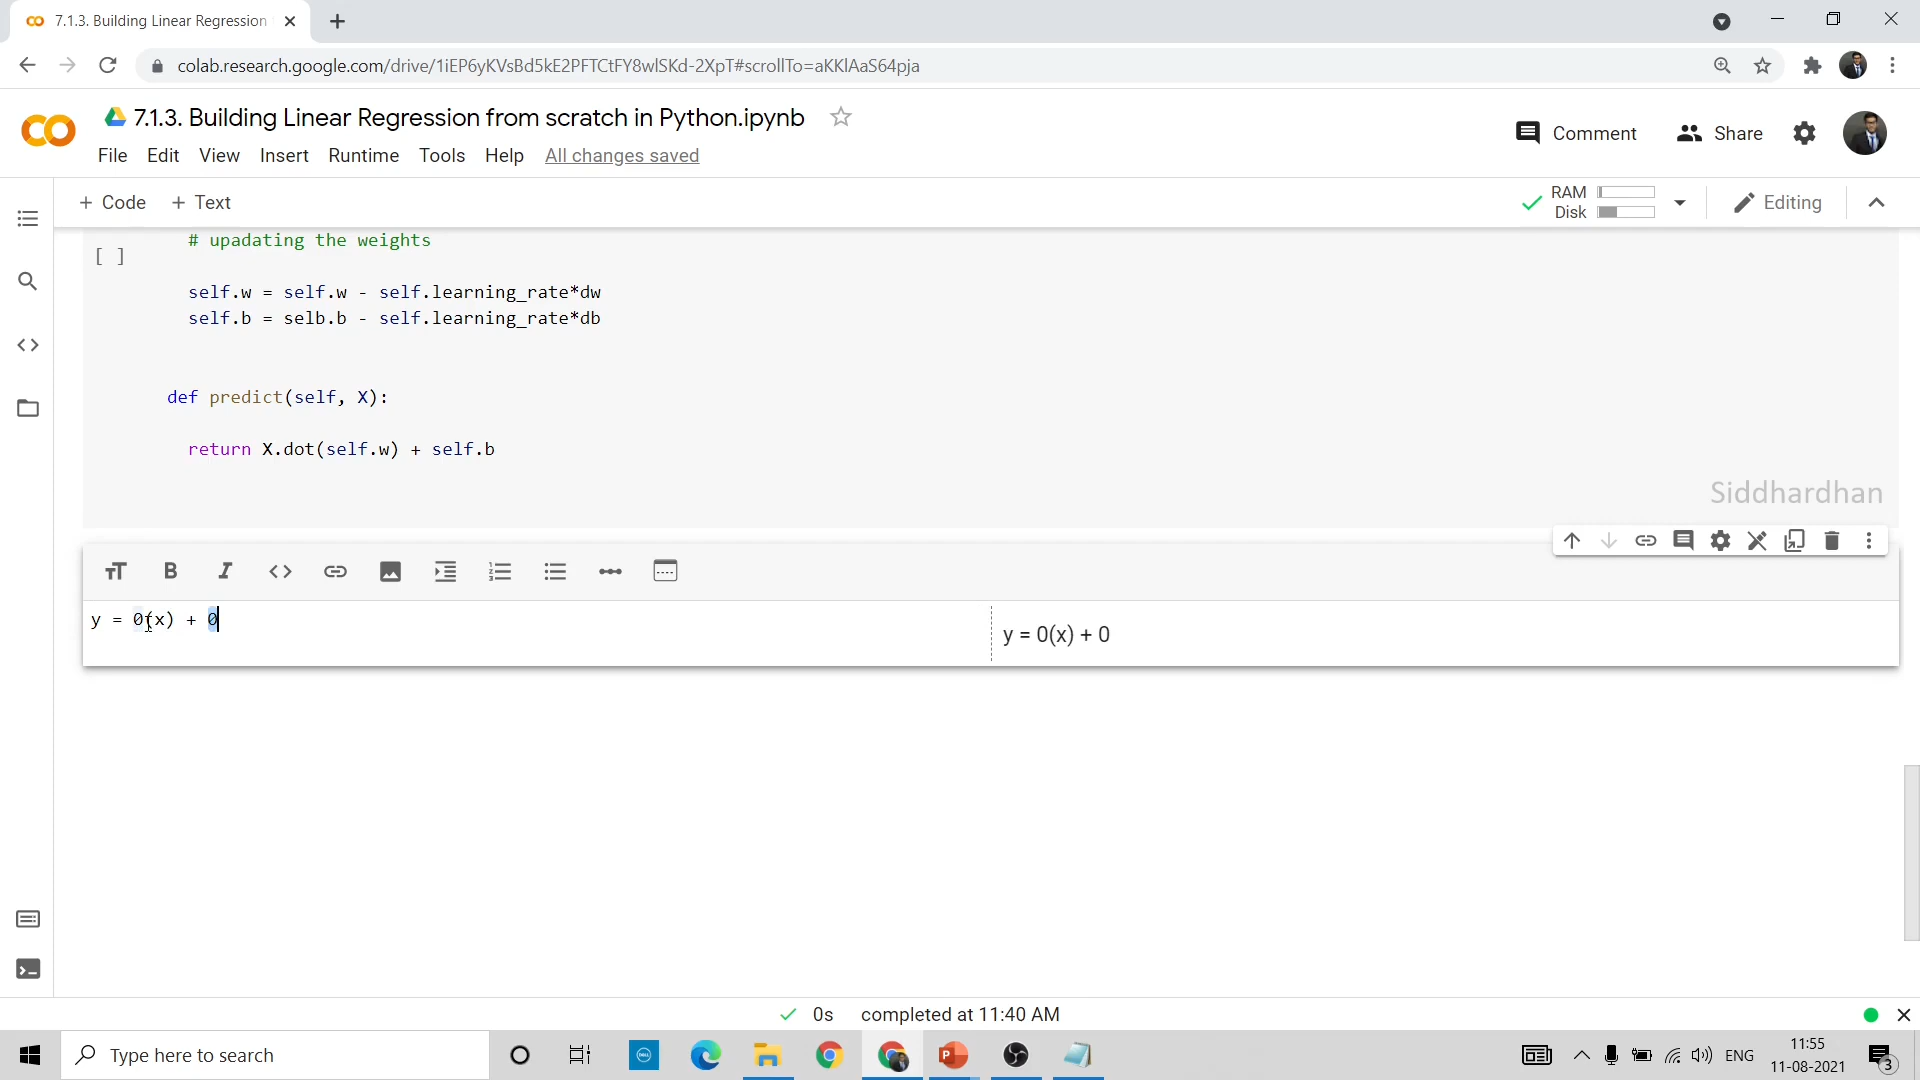 7.1.3. Building Linear Regression
colab.research.google.com/drive/1iEP6yKVsBd5kE2PFTCtFY8wlSKd-2XpT#scrollTo=aKKlAaS64pja
7.1.3. Building Linear Regression from scratch in Python.ipynb
Comment
Share
File Edit View Insert Runtime Tools Help All changes saved
+ Code + Text
RAM
Disk
Editing
# upadating the weights
[ ]
self.w = self.w - self.learning_rate*dw
self.b = selb.b - self.learning_rate*db
def predict(self, X):
return X.dot(self.w) + self.b
Siddhardhan
y = 0(x) + 0
y = 0(x) + 0
0s completed at 11:40 AM
Type here to search
DELL
ENG
11:55
11-08-2021
3